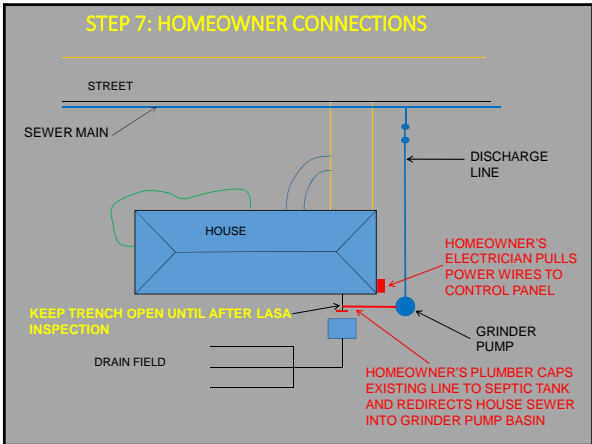 STEP 7: HOMEOWNER CONNECTIONS
STREET
SEWER MAIN
DISCHARGE
LINE
HOUSE
HOMEOWNER'S
ELECTRICIAN PULLS
POWER WIRES TO
CONTROL PANEL
KEEP TRENCH OPEN UNTIL AFTER LASA
INSPECTION
GRINDER
PUMP
DRAIN FIELD
HOMEOWNER'S PLUMBER CAPS
EXISTING LINE TO SEPTIC TANK
AND REDIRECTS HOUSE SEWER
INTO GRINDER PUMP BASIN